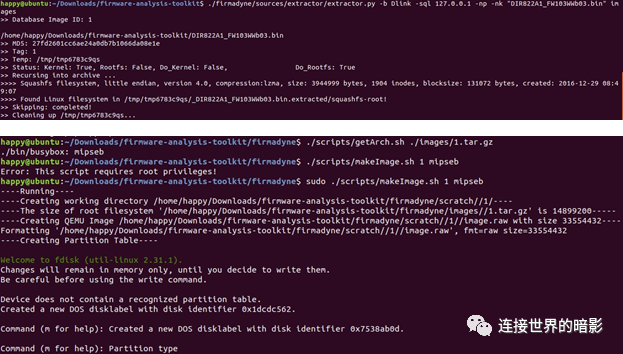 happy@ubuntu:~/Downloads/firmware-analysis-toolkit$ ./firmadyne/sources/extractor/extractor.py -b Dlink -sql 127.0.0.1 -np -nk "DIR822A1_FW103WWb03.bin" im
ages
>> Database Image ID: 1
/home/happy/Downloads/firmware-analysis-toolkit/DIR822A1_FW103WWb03.bin
>> MD5: 27fd2601cc6ae24a0db7b1066da08e1e
>> Tag: 1
>> Temp: /tmp/tmp6783c9qs
>> Status: Kernel: True, Rootfs: False, Do_Kernel: False, Do_Rootfs: True
>> Recursing into archive ...
>>>> Squashfs filesystem, little endian, version 4.0, compression:lzma, size: 3944999 bytes, 1904 inodes, blocksize: 131072 bytes, created: 2016-12-29 08:4
9:07
>>>> Found Linux filesystem in /tmp/tmp6783c9qs/_DIR822A1_FW103WWb03.bin.extracted/squashfs-root!
>> Skipping: completed!
>> Cleaning up /tmp/tmp6783c9qs...
happy@ubuntu:~/Downloads/firmware-analysis-toolkit/firmadyne$ ./scripts/getArch.sh ./images/1.tar.gz
./bin/busybox: mipseb
happy@ubuntu:~/Downloads/firmware-analysis-toolkit/firmadyne$ ./scripts/makeImage.sh 1 mipseb
Error: This script requires root privileges!
happy@ubuntu:~/Downloads/firmware-analysis-toolkit/firmadyne$ sudo ./scripts/makeImage.sh 1 mipseb
----Running----
----Creating working directory /home/happy/Downloads/firmware-analysis-toolkit/firmadyne/scratch//1/----
----The size of root filesystem '/home/happy/Downloads/firmware-analysis-toolkit/firmadyne/images//1.tar.gz' is 14899200-----
----Creating QEMU Image /home/happy/Downloads/firmware-analysis-toolkit/firmadyne/scratch//1//image.raw with size 33554432----
Formatting '/home/happy/Downloads/firmware-analysis-toolkit/firmadyne/scratch//1//image.raw', fmt=raw size=33554432
----Creating Partition Table----
Welcome to fdisk (util-linux 2.31.1).
Changes will remain in memory only, until you decide to write them.
Be careful before using the write command.
Device does not contain a recognized partition table.
Created a new DOS disklabel with disk identifier 0x1dcdc562.
Command (m for help): Created a new DOS disklabel with disk identifier 0x7538ab0d.
Command (m for help): Partition type
连接世界的暗影